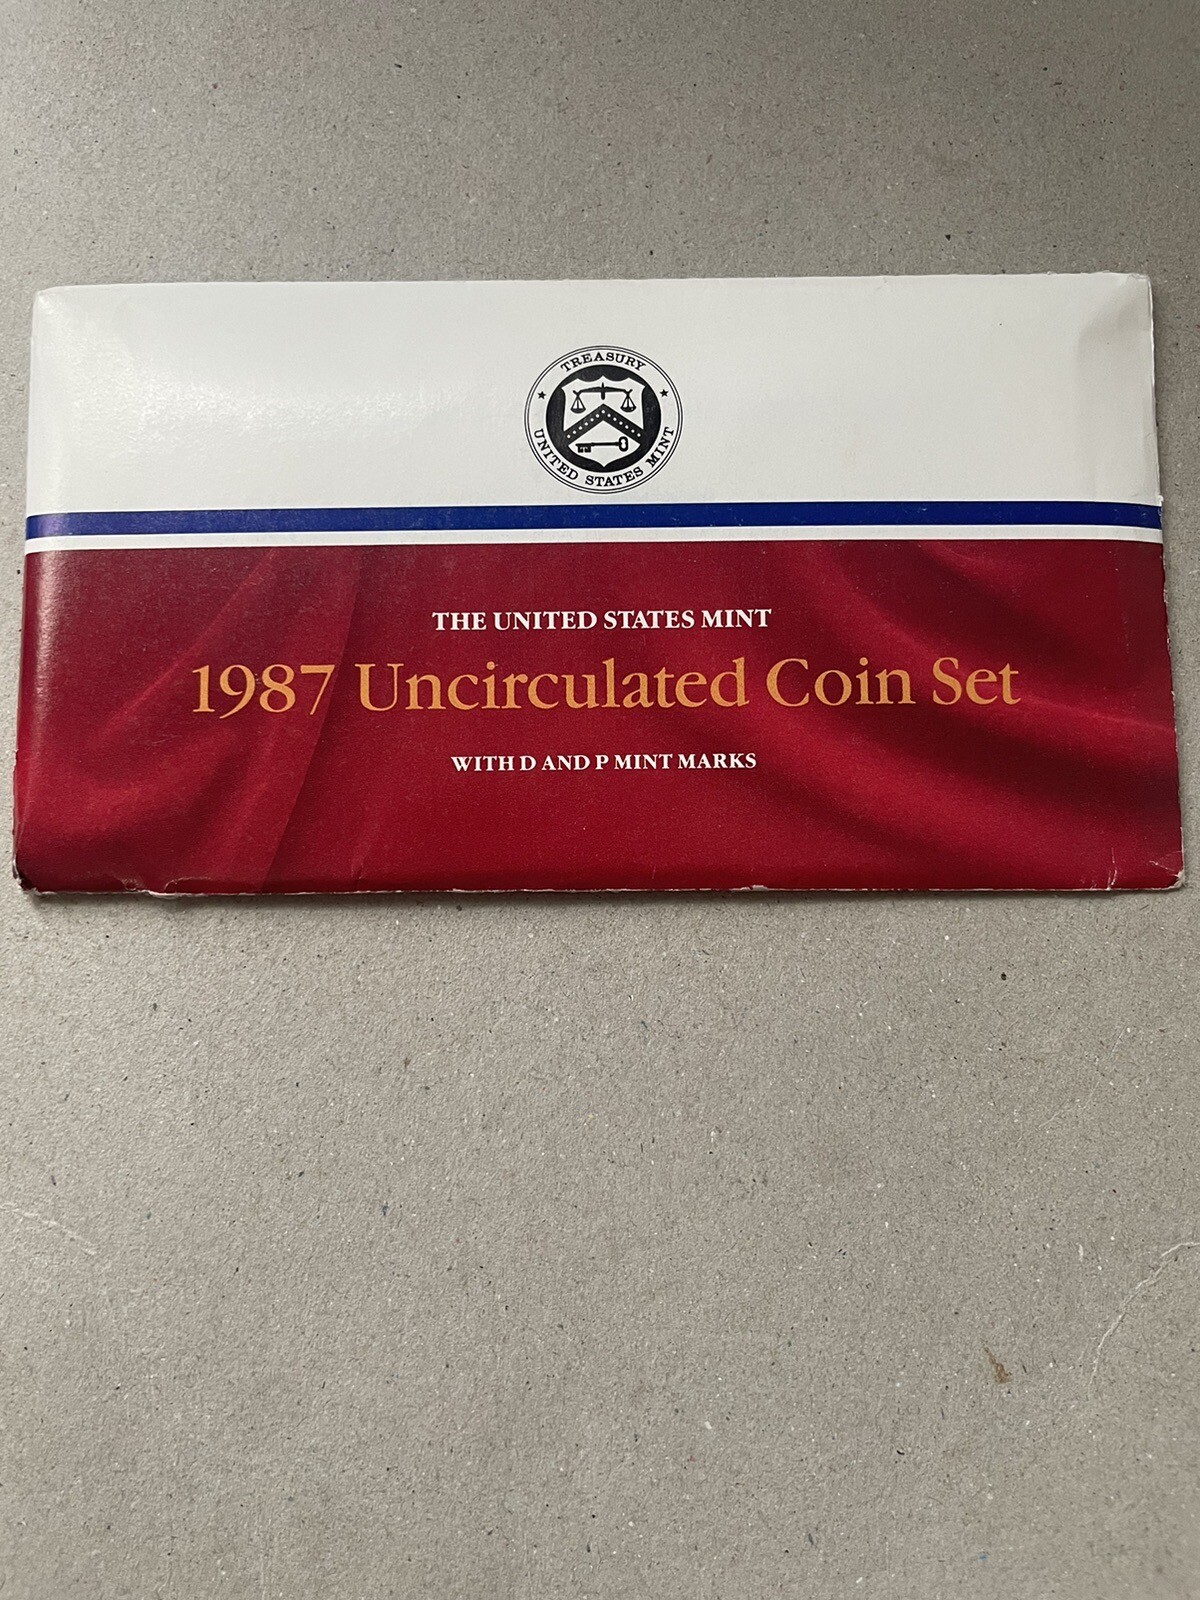 TREASURY
UNITED STATES MINT
THE UNITED STATES MINT
1987 Uncirculated Coin Set
WITH D AND P MINT MARKS